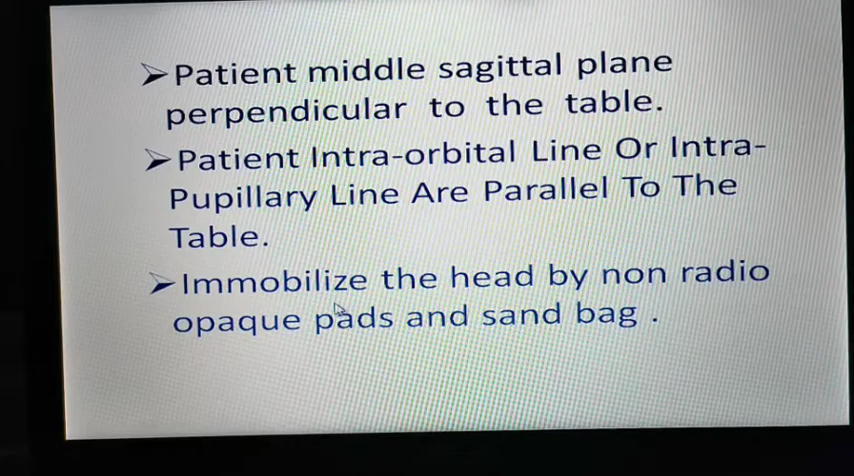 ➢Patient middle sagittal plane
perpendicular to the table.
➢Patient Intra-orbital Line Or Intra-
Pupillary Line Are Parallel To The
Table.
➢Immobilize the head by non radio
opaque pads and sand bag .